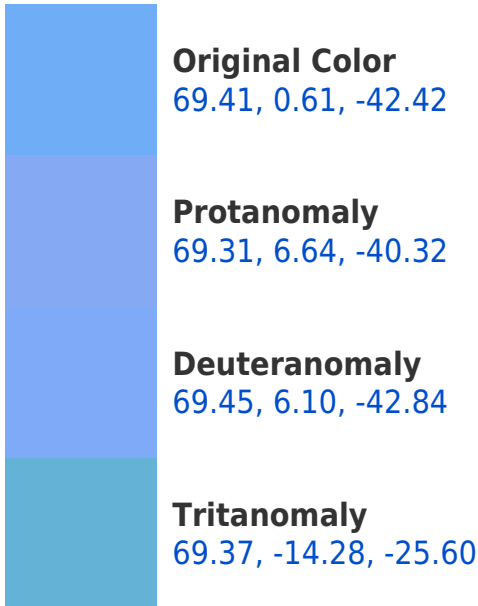 Original Color
69.41, 0.61, -42.42
Protanomaly
69.31, 6.64, -40.32
Deuteranomaly
69.45, 6.10, -42.84
Tritanomaly
69.37, -14.28, -25.60